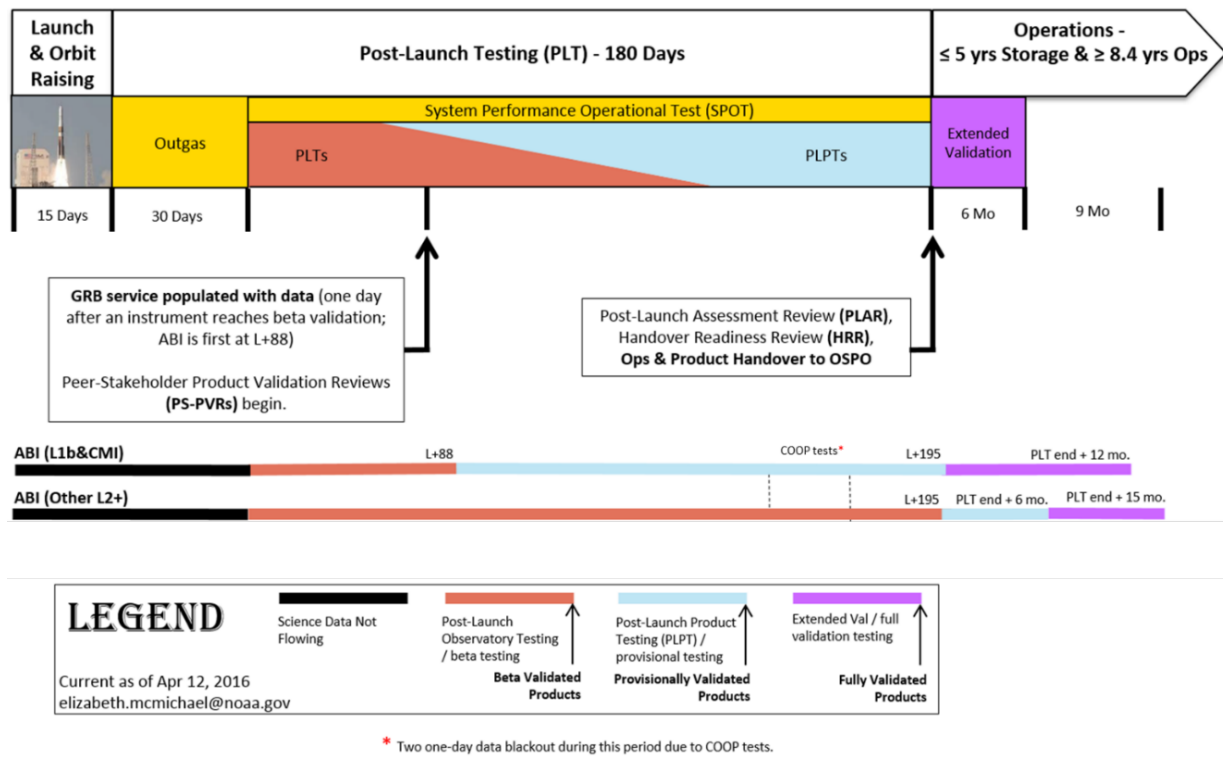 Launch
& Orbit
Raising
Post-Launch Testing (PLT) - 180 Days
Operations -
≤ 5 yrs Storage & ≥ 8.4 yrs Ops
Outgas
System Performance Operational Test (SPOT)
PLTs
PLPTs
Extended
Validation
15 Days
30 Days
6 Mo
9 Mo
GRB service populated with data (one day
after an instrument reaches beta validation;
ABI is first at L+88)
Peer-Stakeholder Product Validation Reviews
(PS-PVRs) begin.
Post-Launch Assessment Review (PLAR),
Handover Readiness Review (HRR),
Ops & Product Handover to OSPO
ABI (L1b&CMI)
L+88
COOP tests*
L+195
PLT end + 12 mo.
ABI (Other L2+)
L+195
PLT end + 6 mo.
PLT end + 15 mo.
LEGEND
Current as of Apr 12, 2016
elizabeth.mcmichael@noaa.gov
Science Data Not
Flowing
Post-Launch
Observatory Testing
/ beta testing
Beta Validated
Products
Post-Launch Product
Testing (PLPT) /
provisional testing
Provisionally Validated
Products
Extended Val / full
validation testing
Fully Validated
Products
* Two one-day data blackout during this period due to COOP tests.